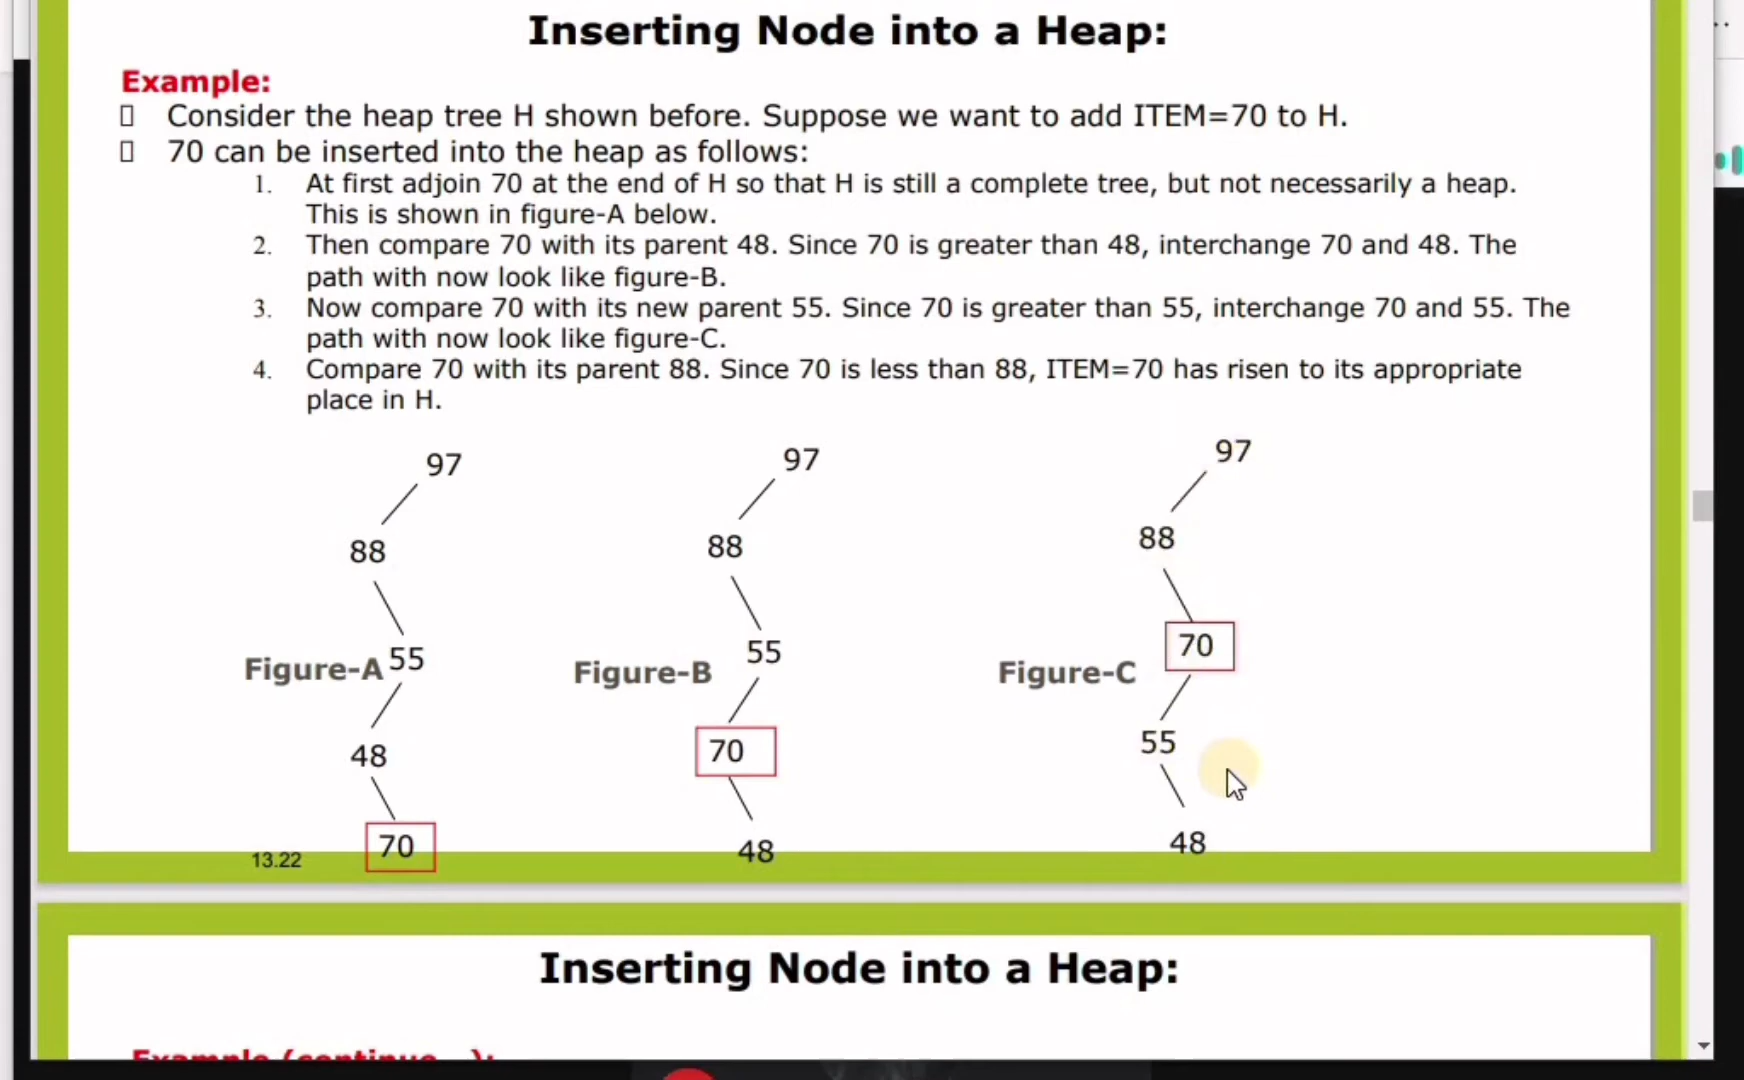 Inserting Node into a Heap:
Example:
Consider the heap tree H shown before. Suppose we want to add ITEM=70 to H.
70 can be inserted into the heap as follows:
1. At first adjoin 70 at the end of H so that H is still a complete tree, but not necessarily a heap.
This is shown in figure-A below.
2. Then compare 70 with its parent 48. Since 70 is greater than 48, interchange 70 and 48. The
path with now look like figure-B.
3. Now compare 70 with its new parent 55. Since 70 is greater than 55, interchange 70 and 55. The
path with now look like figure-C.
4. Compare 70 with its parent 88. Since 70 is less than 88, ITEM=70 has risen to its appropriate
place in H.
97
88
Figure-A 55
48
70
97
88
Figure-B 55
70
48
97
88
Figure-C 70
55
48
13.22
Inserting Node into a Heap:
Example (continue…):